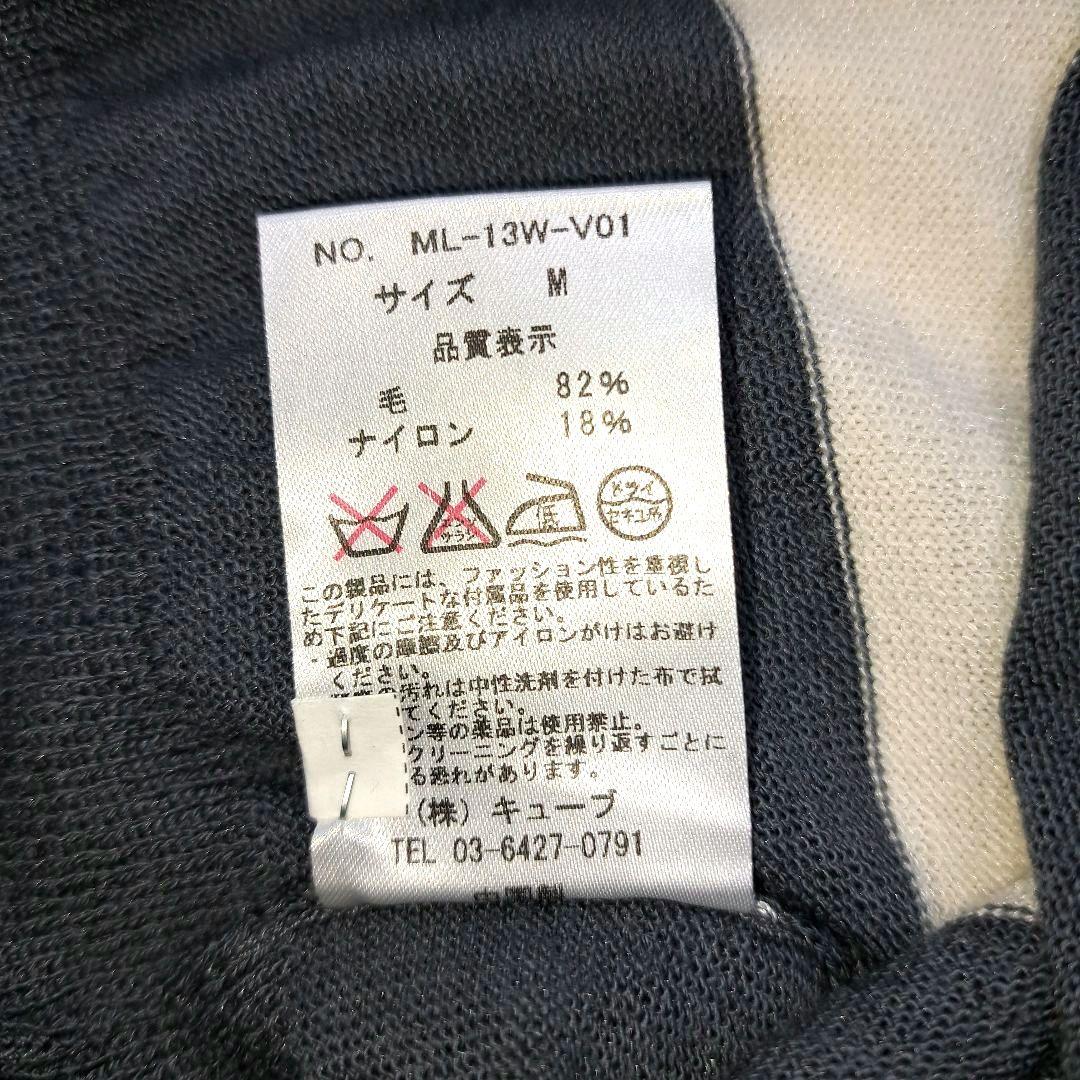 NO. ML-13W-V01
サイズ M
品質表示
毛 82%
ナイロン 18%
サラシ
低
ドライ
セキユ系
この製品には、ファッション性を重視し
たデリケートな付属品を使用しているた
め下記にご注意ください。
・過度の摩擦及びアイロンがけはお避け
ください。
の汚れは中性洗剤を付けた布で拭
てください。
ン等の薬品は使用禁止。
クリーニングを繰り返すごとに
る恐れがあります。
(株) キューブ
TEL 03-6427-0791
中国製